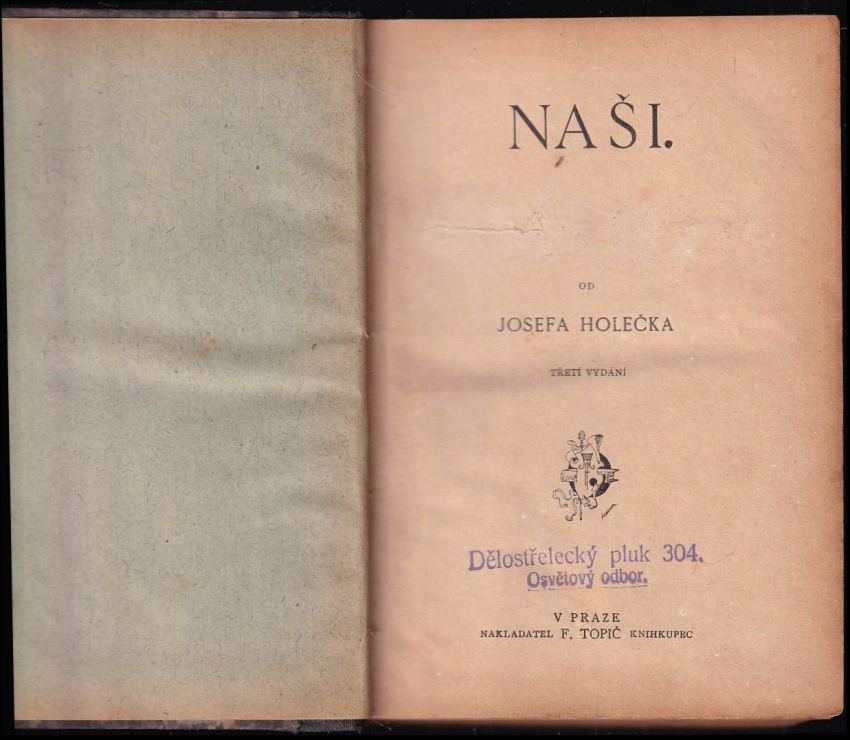 NAŠI.
OD
JOSEFA HOLEČKA
TŘETÍ VYDÁNÍ
Dělostřelecký pluk 304.
Osvětový odbor.
V PRAZE
NAKLADATEL F. TOPIČ KNIHKUPEC